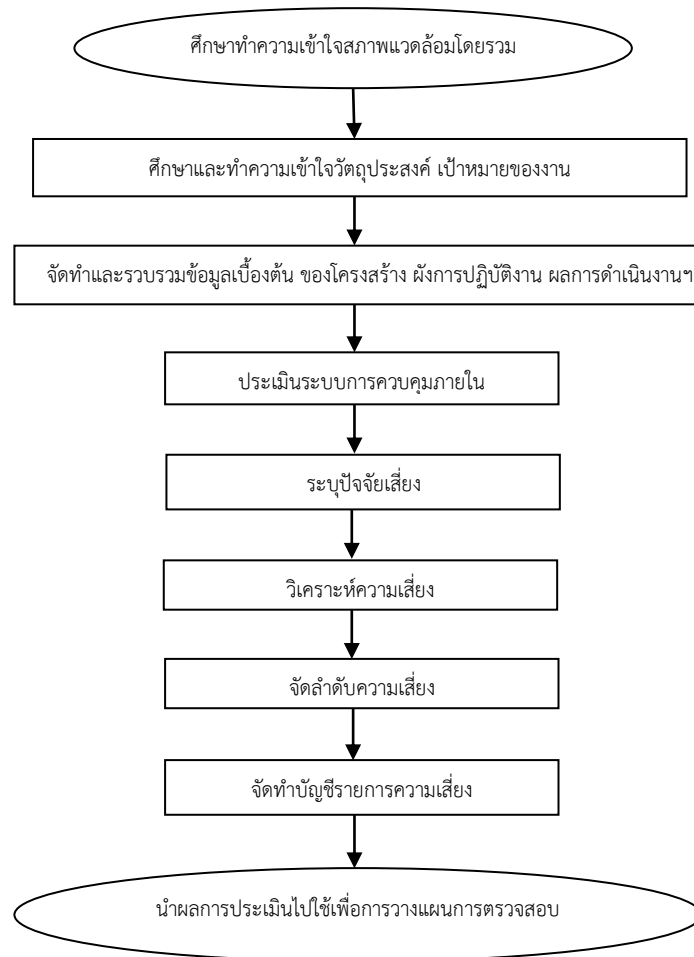 ศึกษาทำความเข้าใจสภาพแวดล้อมโดยรวม
ศึกษาและทำความเข้าใจวัตถุประสงค์ เป้าหมายของงาน
จัดทำและรวบรวมข้อมูลเบื้องต้น ของโครงสร้าง ผังการปฏิบัติงาน ผลการดำเนินงานฯ
ประเมินระบบการควบคุมภายใน
ระบุปัจจัยเสี่ยง
วิเคราะห์ความเสี่ยง
จัดลำดับความเสี่ยง
จัดทำบัญชีรายการความเสี่ยง
นำผลการประเมินไปใช้เพื่อการวางแผนการตรวจสอบ